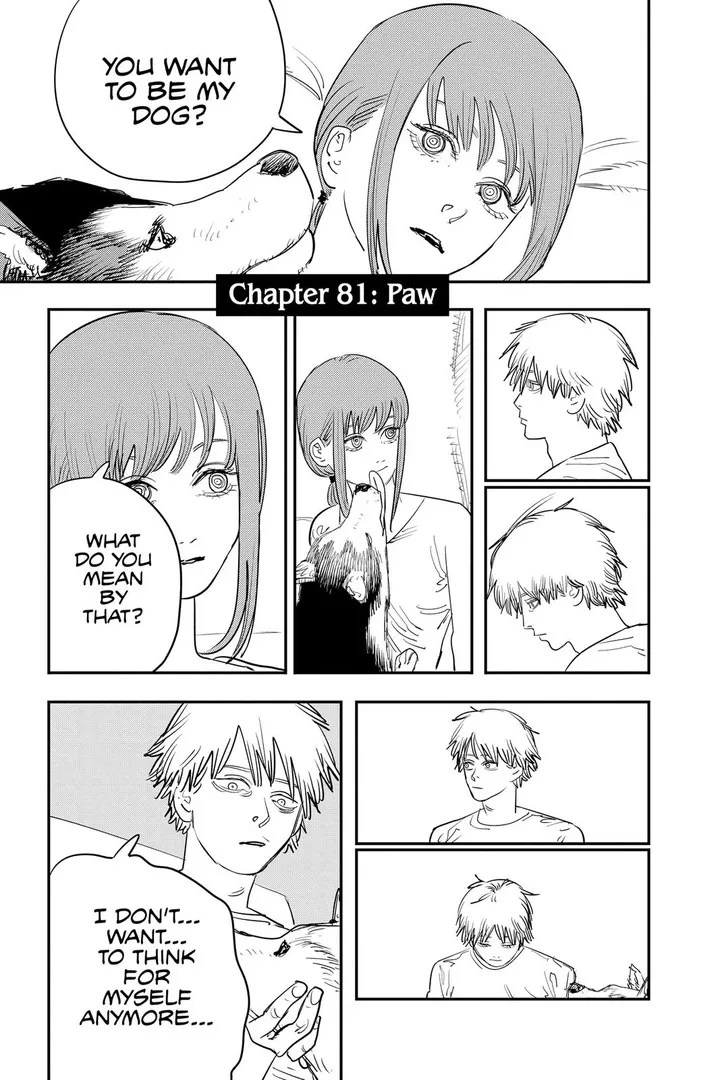 YOU WANT
TO BE MY
DOG?
Chapter 81: Paw
WHAT
DO YOU
MEAN
BY
THAT?
I DON'T...
WANT...
TO THINK
FOR
MYSELF
ANYMORE...